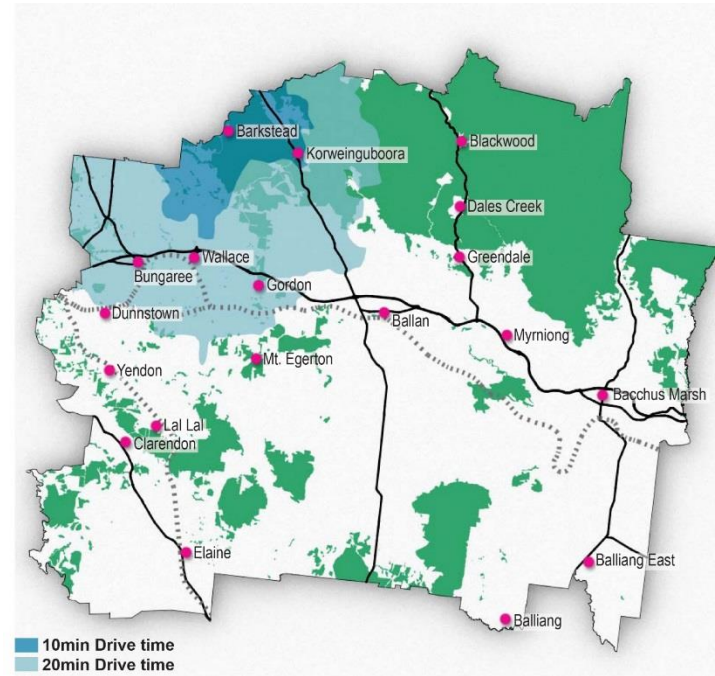 Barkstead
Korweinguboora
Blackwood
Dales Creek
Greendale
Wallace
Bungaree
Gordon
Dunnstown
Ballan
Myrniong
Mt. Egerton
Yendon
Bacchus Marsh
Lal Lal
Clarendon
Elaine
Balliang East
Balliang
10min Drive time
20min Drive time